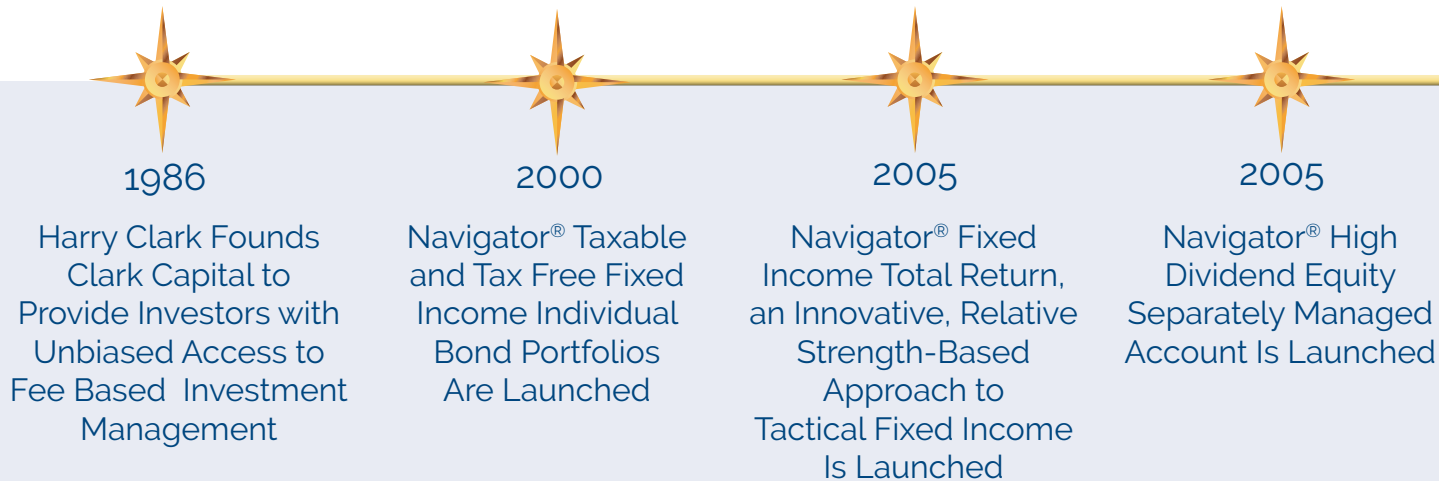 1986
Harry Clark Founds
Clark Capital to
Provide Investors with
Unbiased Access to
Fee Based  Investment
Management
2000
Navigator® Taxable
and Tax Free Fixed
Income Individual
Bond Portfolios
Are Launched
2005
Navigator® Fixed
Income Total Return,
an Innovative, Relative
Strength-Based
Approach to
Tactical Fixed Income
Is Launched
2005
Navigator® High
Dividend Equity
Separately Managed
Account Is Launched